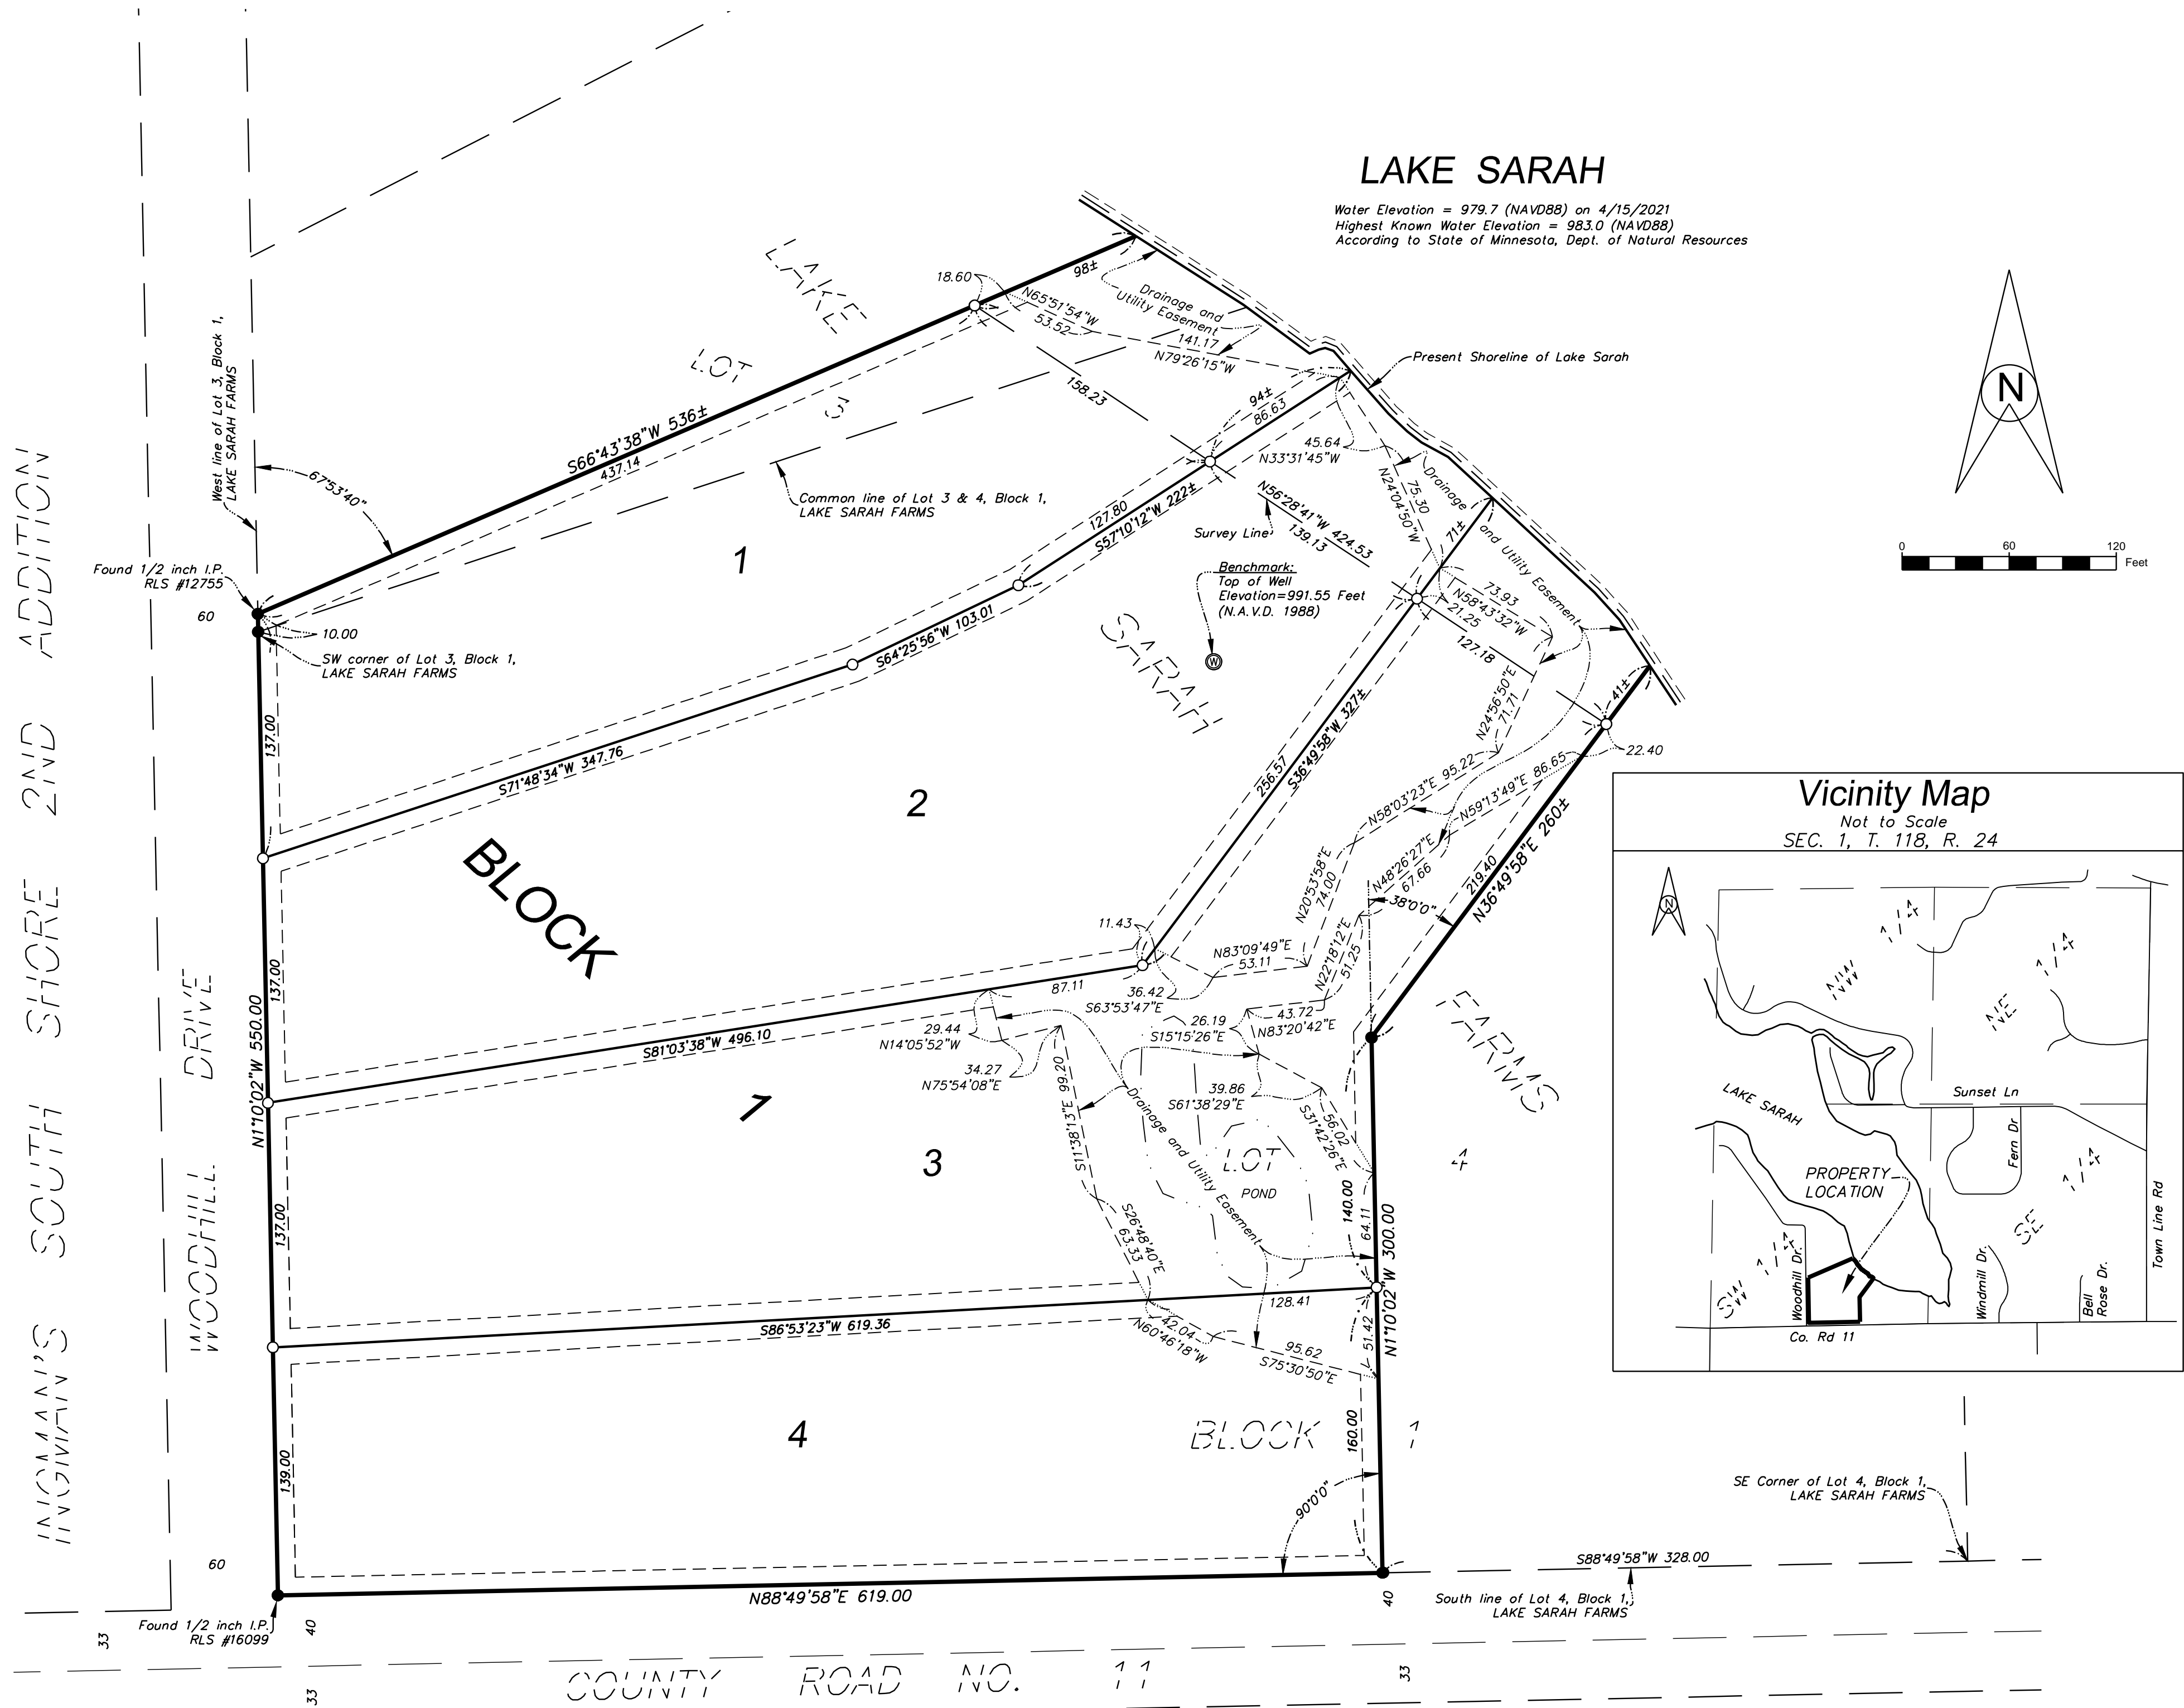 LAKE SARAH
Water Elevation = 979.7 (NAVD88) on 4/15/2021
Highest Known Water Elevation = 983.0 (NAVD88)
According to State of Minnesota, Dept. of Natural Resources
N
0 60 120
Feet
LAKE
SARAH
FARMS
LOT
3
98±
18.60
N65°51'54"W
53.52
Drainage and
Utility Easement
141.17
N79°26'15"W
Present Shoreline of Lake Sarah
West line of Lot 3, Block 1,
LAKE SARAH FARMS
67°53'40"
S66°43'38"W 536±
437.14
158.23
94±
86.63
45.64
N33°31'45"W
Common line of Lot 3 & 4, Block 1,
LAKE SARAH FARMS
1
127.80
S57°10'12"W 222±
N24°04'50"W
75.30
Drainage and Utility Easement
N56°28'41"W 424.53
139.13
Survey Line
71±
Benchmark:
Top of Well
Elevation=991.55 Feet
(N.A.V.D. 1988)
W
Found 1/2 inch I.P.
RLS #12755
60
10.00
SW corner of Lot 3, Block 1,
LAKE SARAH FARMS
S64°25'56"W 103.01
73.93
N58°43'32"W
21.25
127.18
N24°56'50"E
71.71
41±
22.40
137.00
S71°48'34"W 347.76
2
256.57
S36°49'58"W 327±
N58°03'23"E 95.22
N59°13'49"E 86.65
N48°26'27"E
67.66
38°0'0"
219.40
N36°49'58"E 260±
BLOCK
1
N20°53'58"E
74.00
N22°18'12"E
51.25
11.43
N83°09'49"E
53.11
36.42
S63°53'47"E
87.11
137.00
N1°10'02"W 550.00
29.44
N14°05'52"W
S81°03'38"W 496.10
34.27
N75°54'08"E
26.19
S15°15'26"E
43.72
N83°20'42"E
39.86
S61°38'29"E
56.02
S31°42'26"E
S11°38'13"E 99.20
Drainage and Utility Easement
LOT
4
POND
3
137.00
S26°48'40"E
63.33
140.00
64.11
N1°10'02"W 300.00
128.41
S86°53'23"W 619.36
42.04
N60°46'18"W
95.62
S75°30'50"E
51.42
4
BLOCK 1
139.00
160.00
90°0'0"
N88°49'58"E 619.00
60
Found 1/2 inch I.P.
RLS #16099
40
33
33
40
33
S88°49'58"W 328.00
South line of Lot 4, Block 1,
LAKE SARAH FARMS
SE Corner of Lot 4, Block 1,
LAKE SARAH FARMS
INGMAN'S SOUTH SHORE 2ND ADDITION
WOODHILL DRIVE
COUNTY ROAD NO. 11
Vicinity Map
Not to Scale
SEC. 1, T. 118, R. 24
N
NW 1/4
NE 1/4
SW 1/4
SE 1/4
LAKE SARAH
Sunset Ln
Fern Dr
PROPERTY
LOCATION
Woodhill Dr.
Windmill Dr.
Bell
Rose Dr.
Town Line Rd
Co. Rd 11